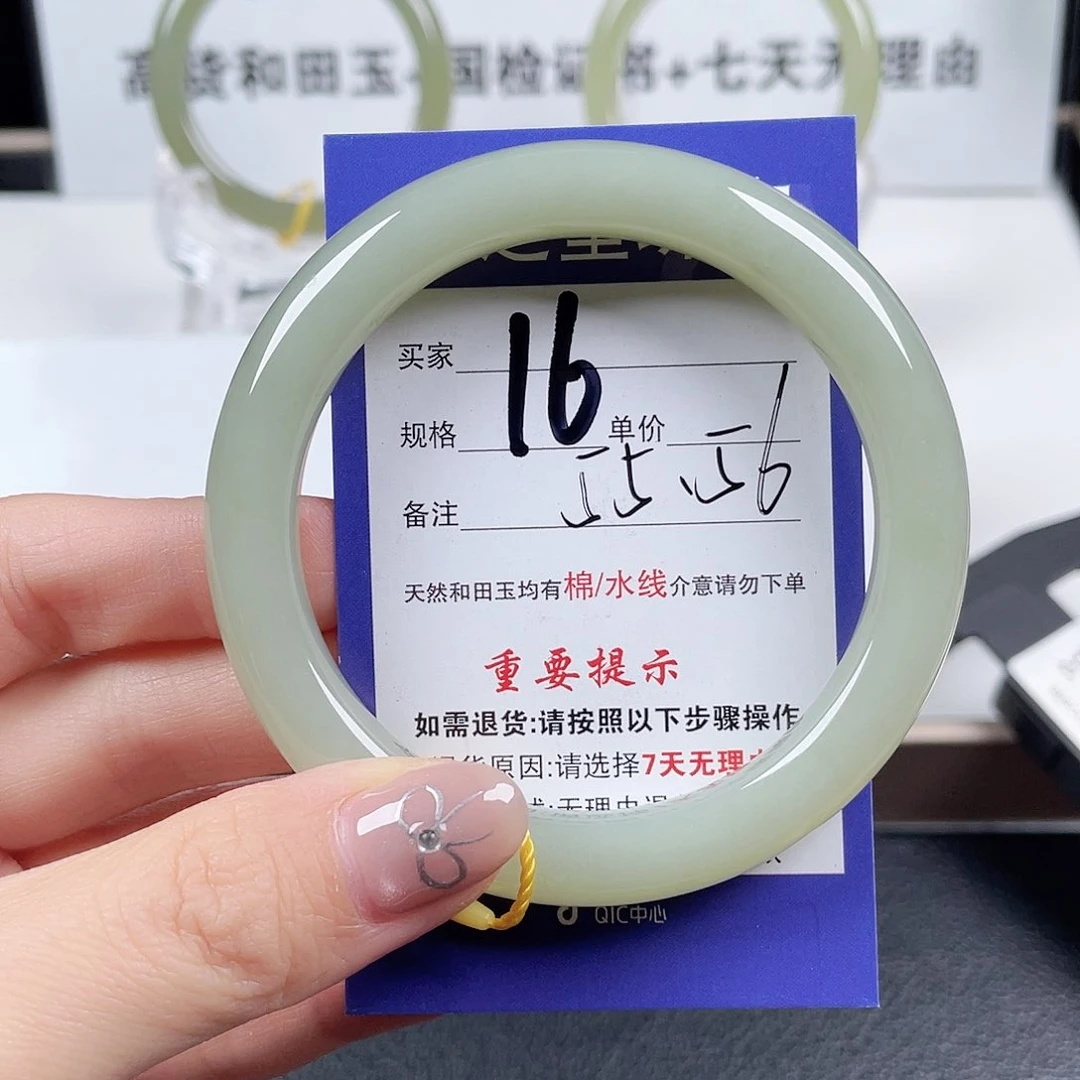 高货和田玉+国检证书+七天无理由
买家
16
规格 单价
备注
天然和田玉均有棉/水线介意请勿下单
重要提示
如需退货:请按照以下步骤操作
原因:请选择7天无理由
QIC中心